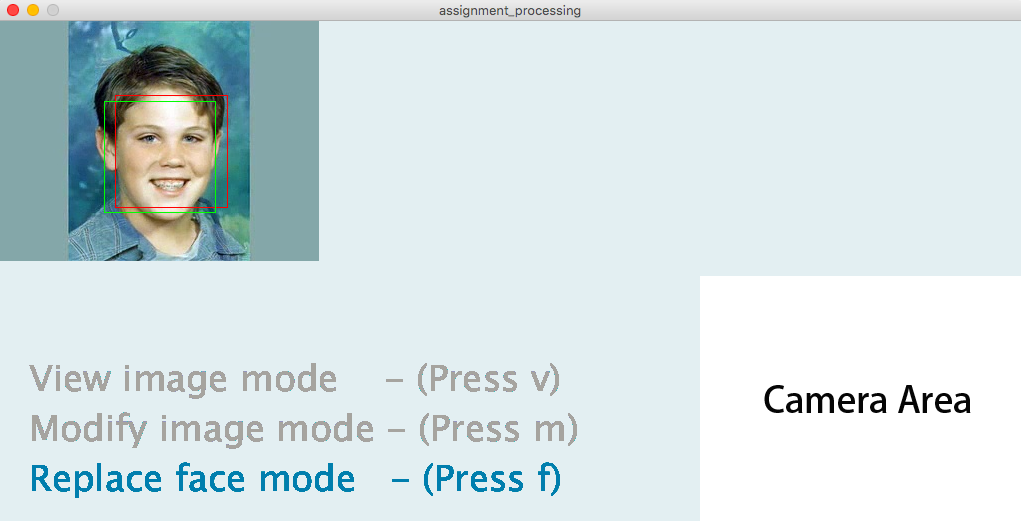 assignment_processing
View image mode - (Press v)
Modify image mode - (Press m)
Replace face mode - (Press f)
Camera Area